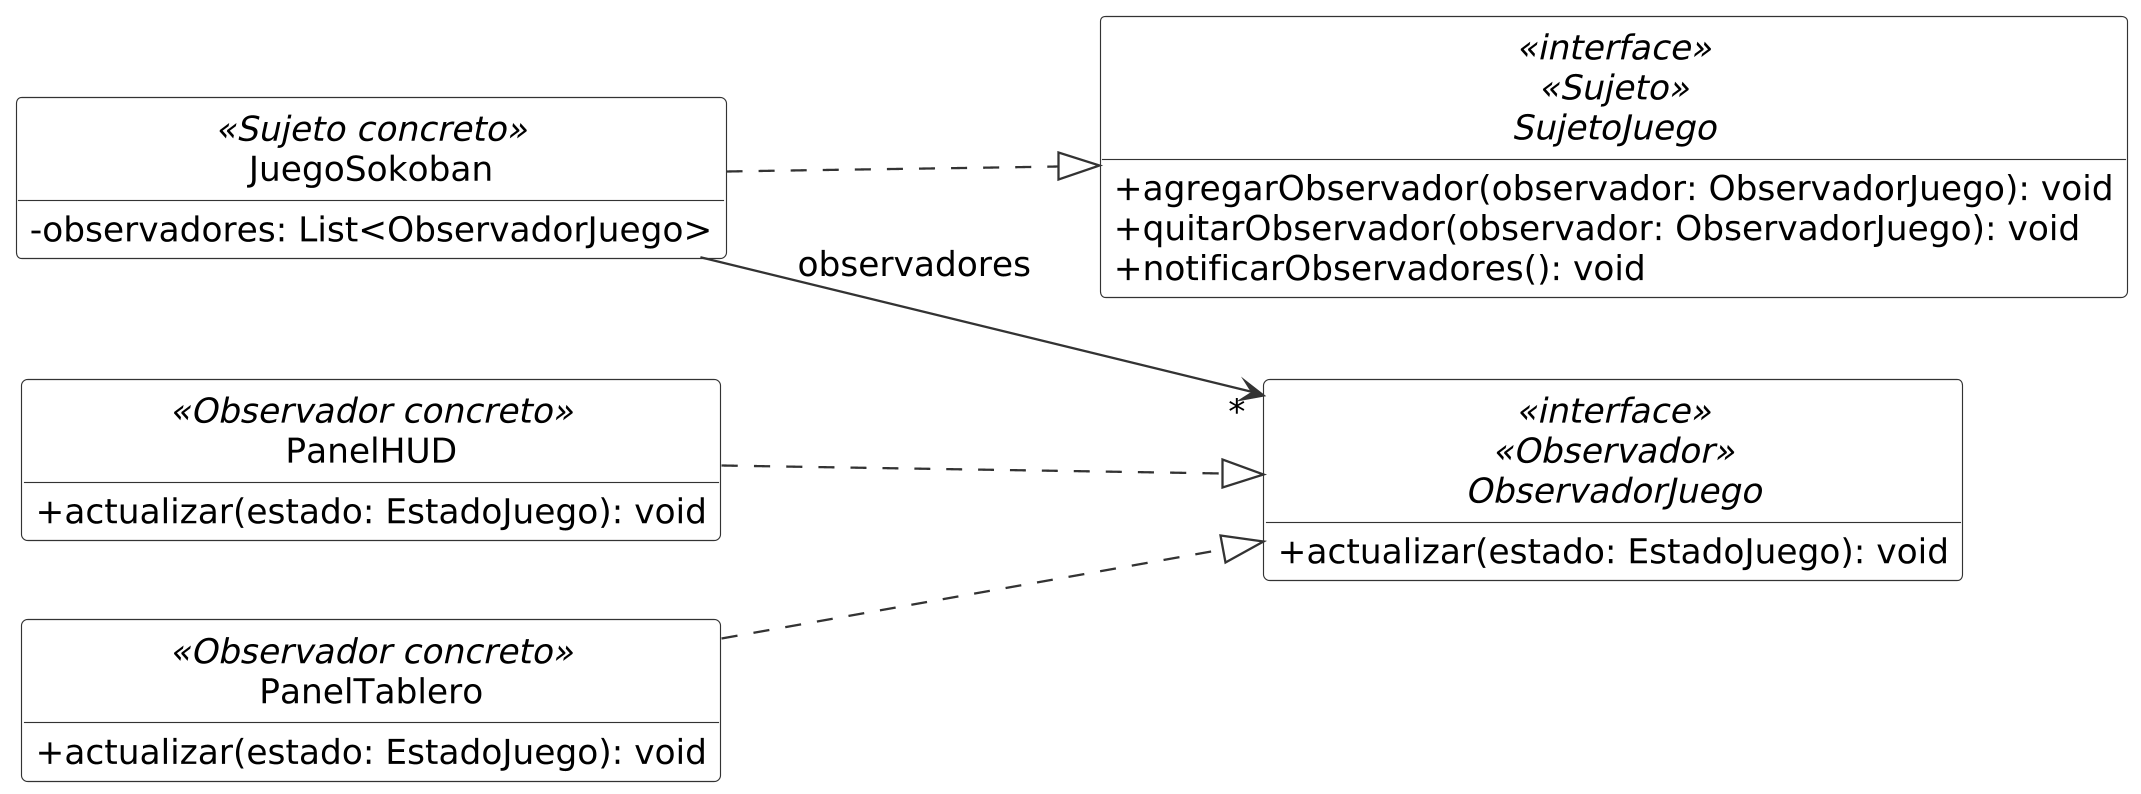 «Sujeto concreto»
JuegoSokoban
-observadores: List<ObservadorJuego>
«interface»
«Sujeto»
SujetoJuego
+agregarObservador(observador: ObservadorJuego): void
+quitarObservador(observador: ObservadorJuego): void
+notificarObservadores(): void
observadores
*
«Observador concreto»
PanelHUD
+actualizar(estado: EstadoJuego): void
«interface»
«Observador»
ObservadorJuego
+actualizar(estado: EstadoJuego): void
«Observador concreto»
PanelTablero
+actualizar(estado: EstadoJuego): void